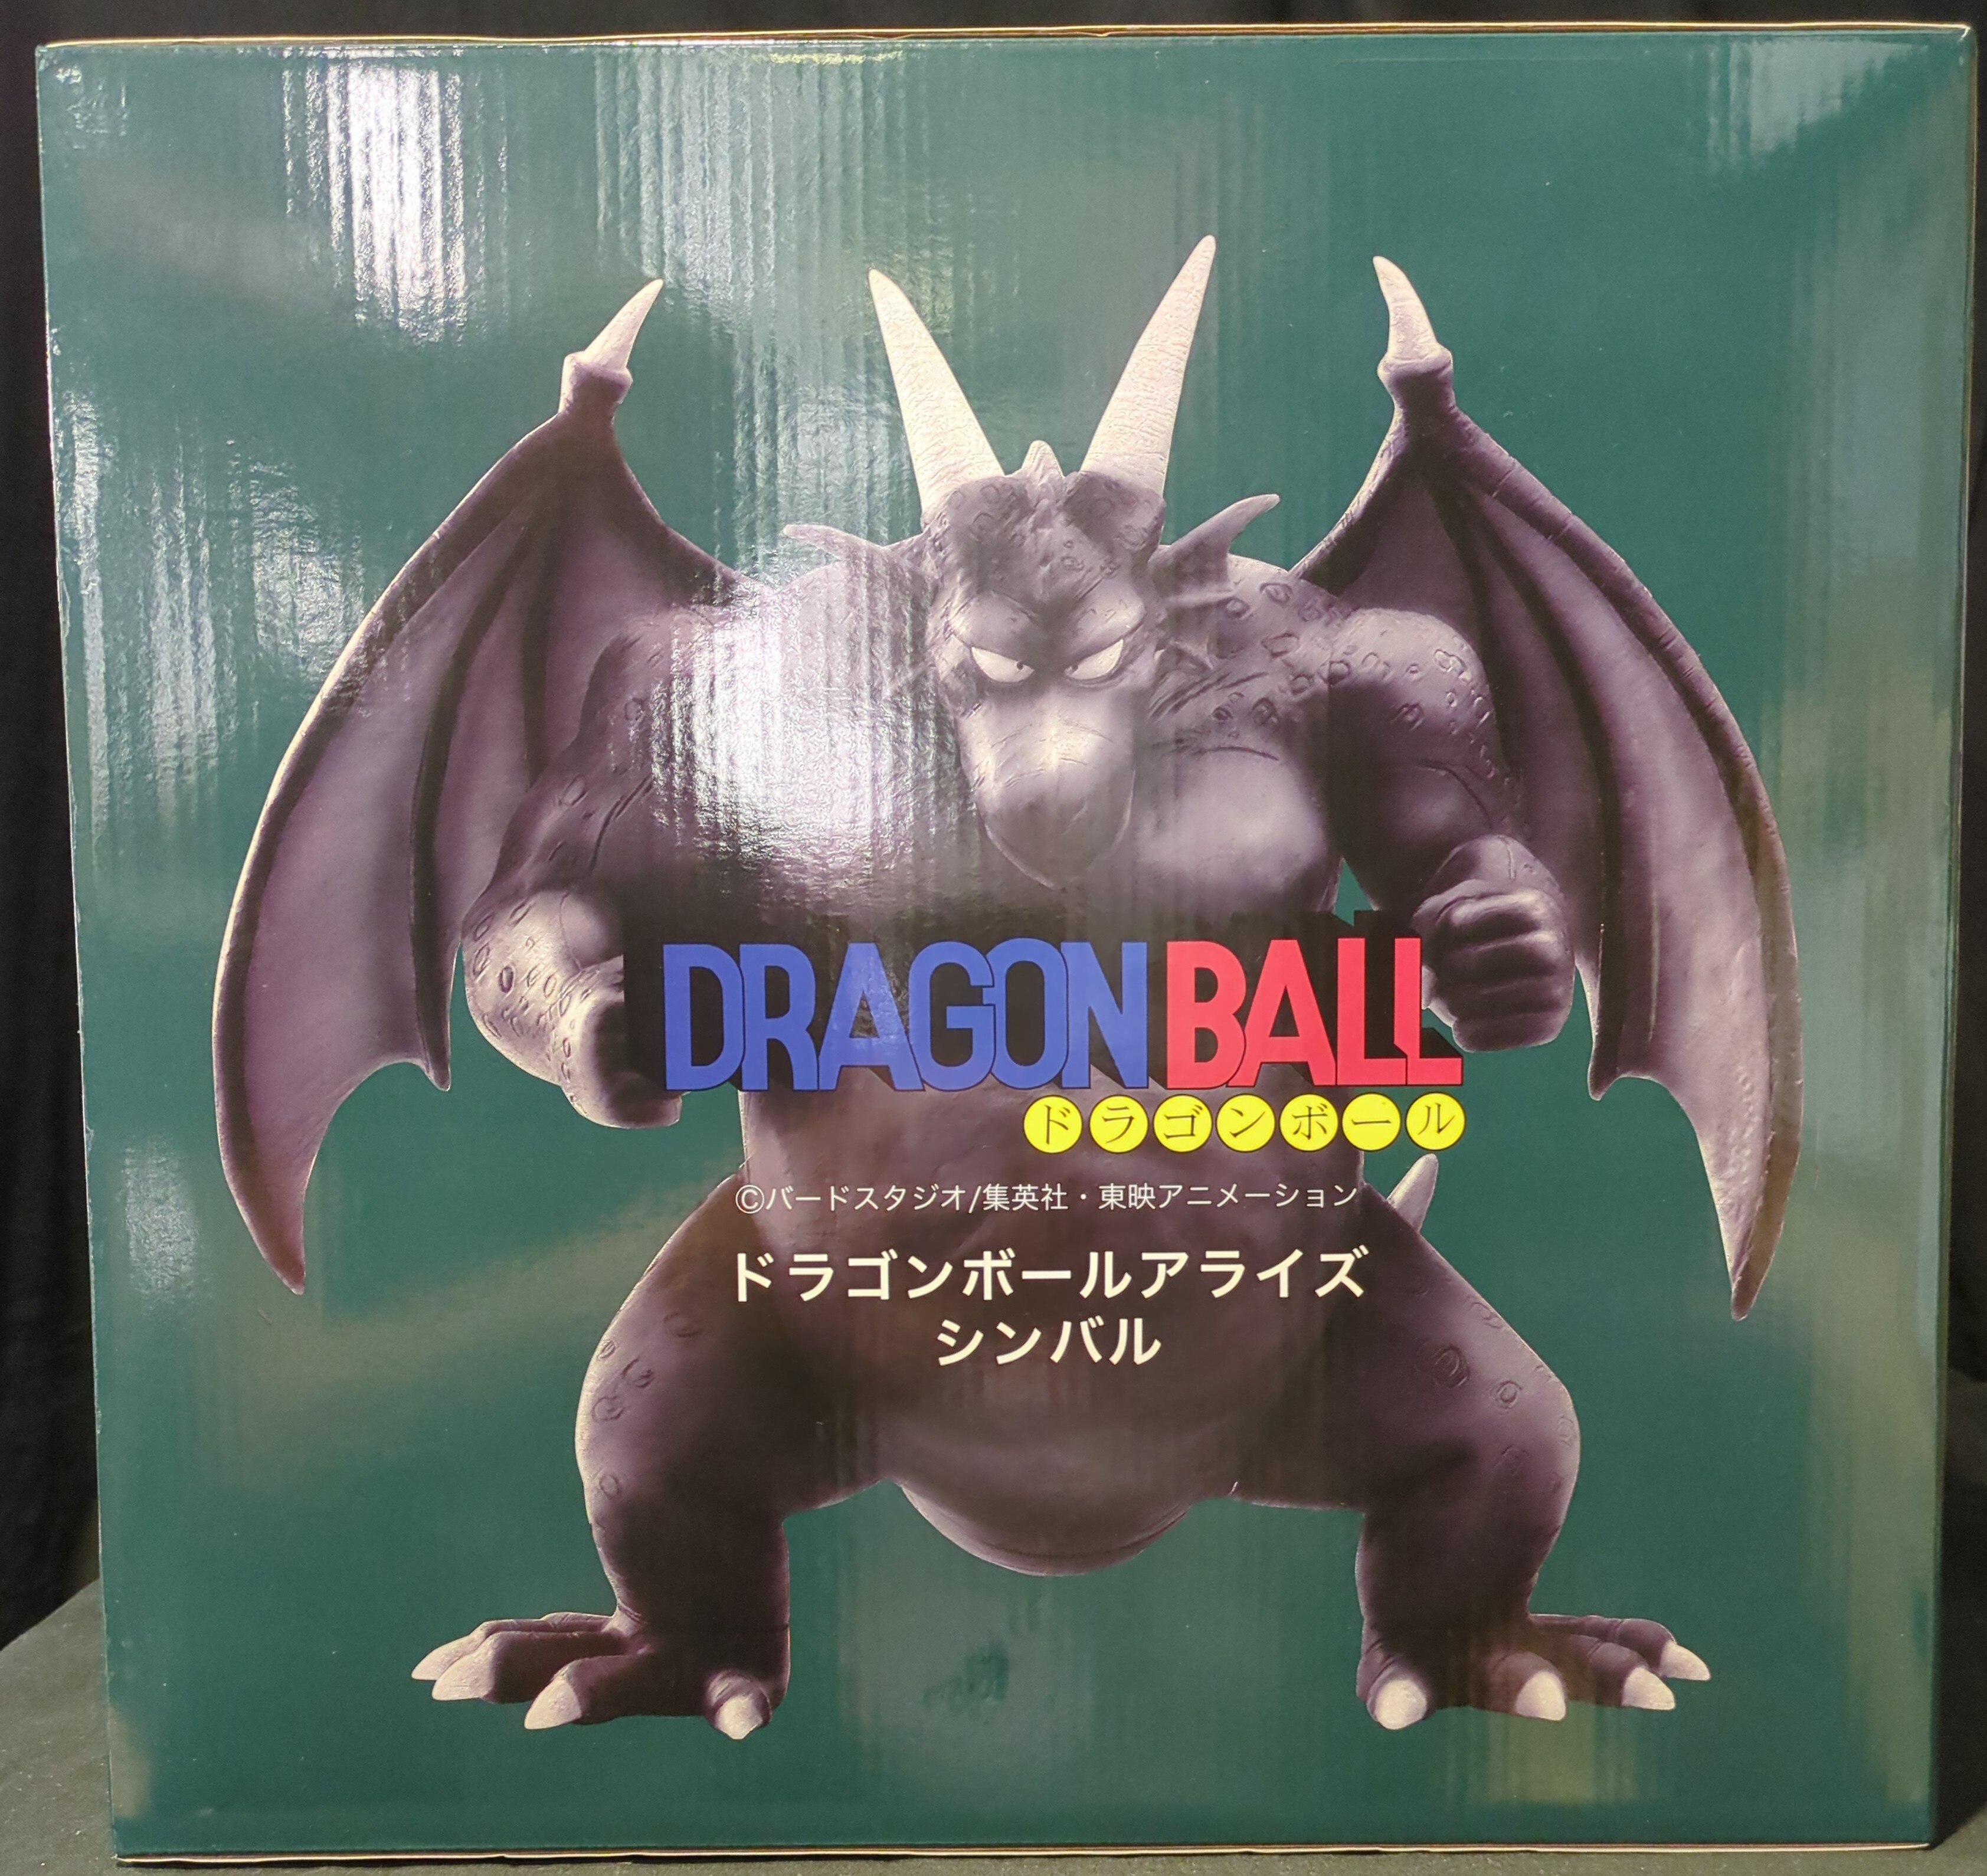 DRAGON BALL
ドラゴンボール
©バードスタジオ/集英社・東映アニメーション
ドラゴンボールアライズ
シンバル